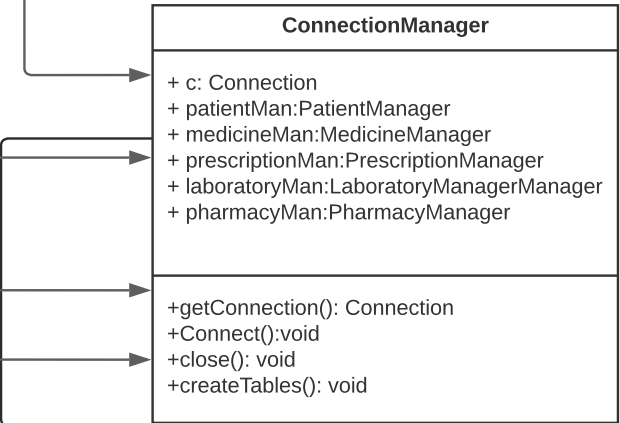 ConnectionManager
+ c: Connection
+ patientMan:PatientManager
+ medicineMan:MedicineManager
+ prescriptionMan:PrescriptionManager
+ laboratoryMan:LaboratoryManagerManager
+ pharmacyMan:PharmacyManager
+getConnection(): Connection
+Connect():void
+close(): void
+createTables(): void